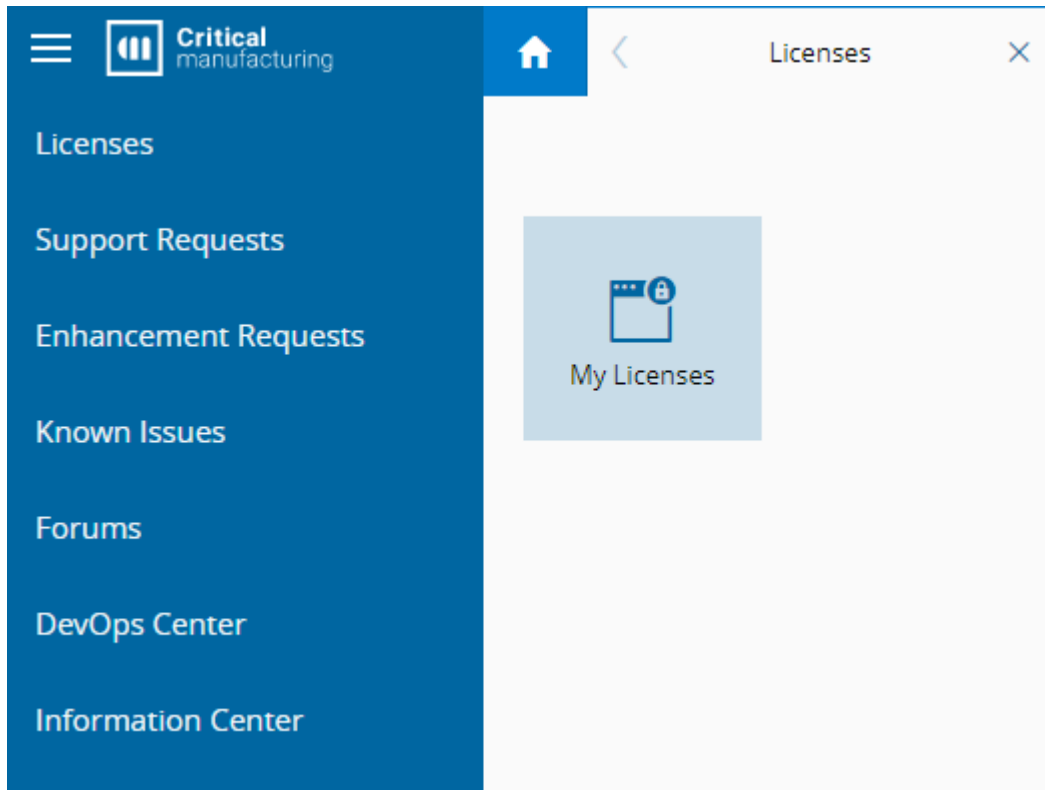 Critical
manufacturing
Licenses
Support Requests
Enhancement Requests
Known Issues
Forums
DevOps Center
Information Center
Licenses
My Licenses